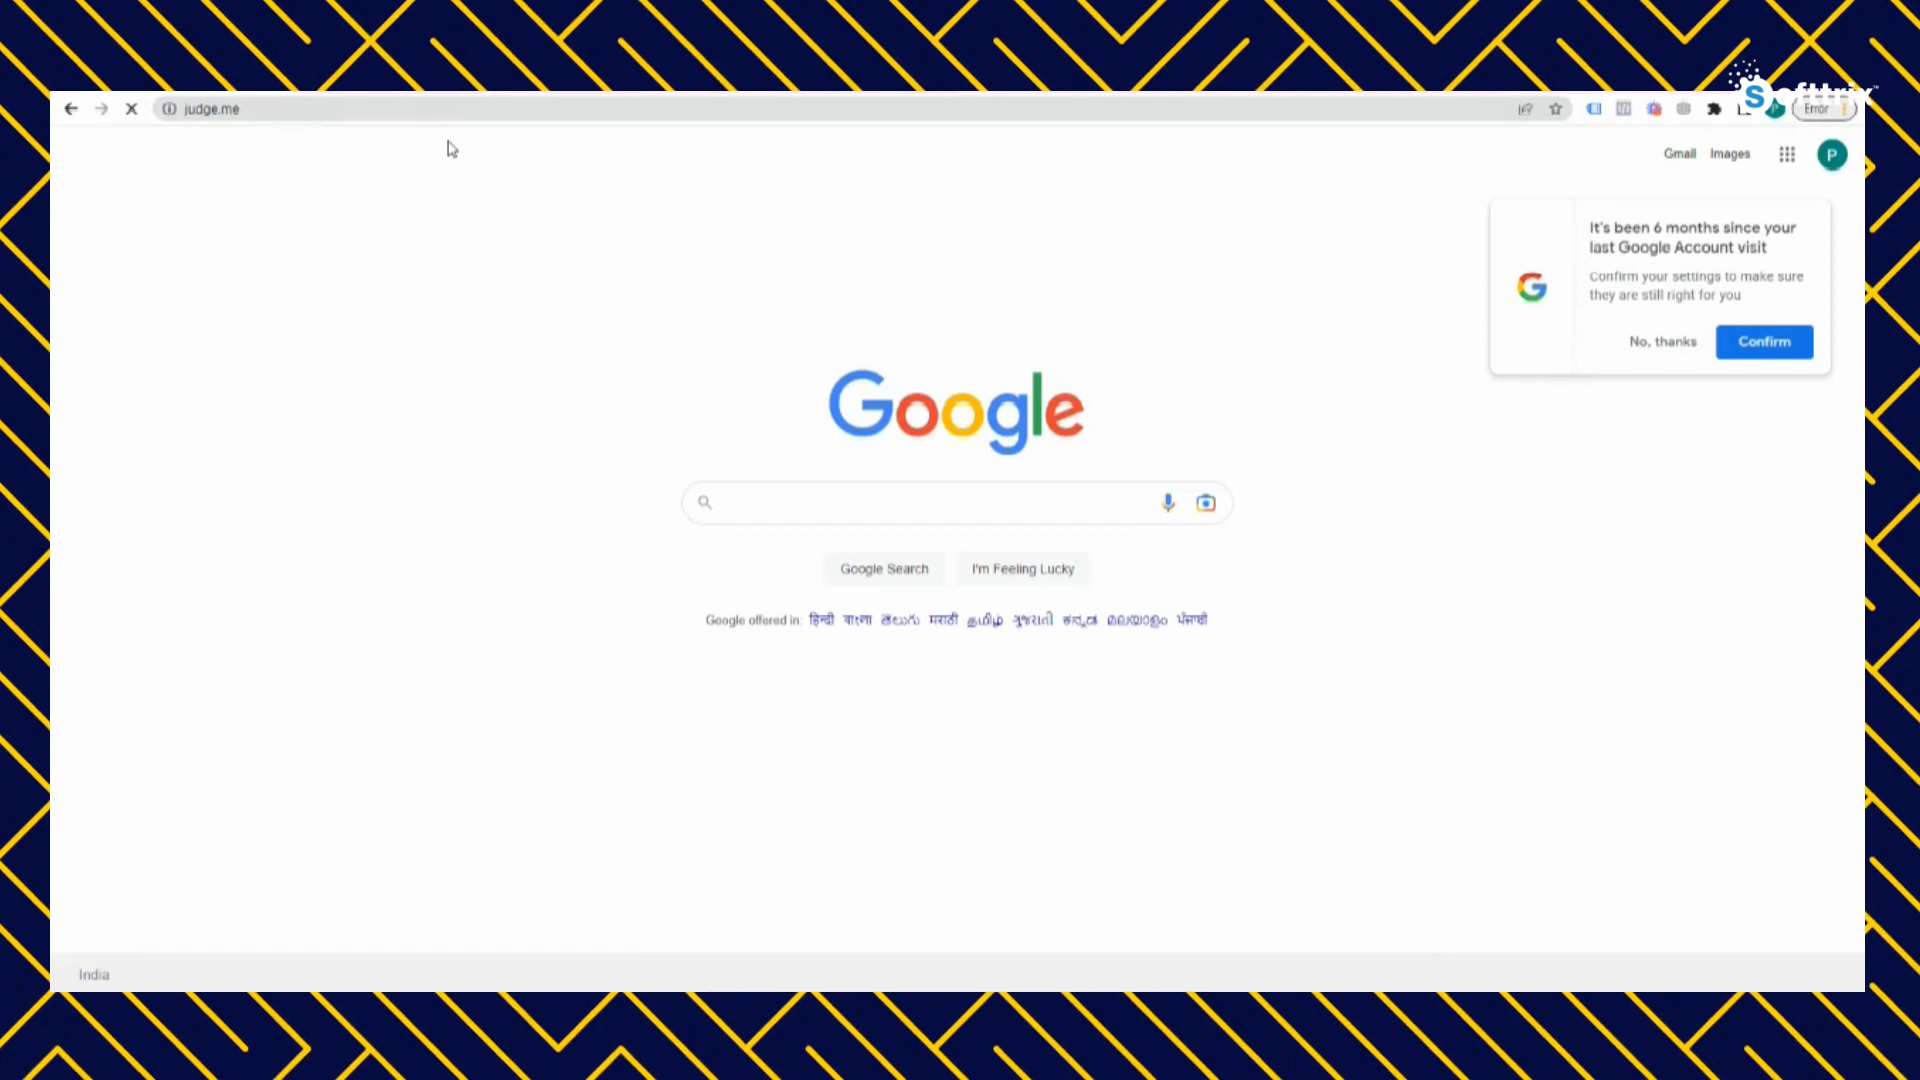 judge.me
Softtrix™
Error
Gmail Images
P
It's been 6 months since your
last Google Account visit
Confirm your settings to make sure
they are still right for you
No, thanks Confirm
Google
Google Search I'm Feeling Lucky
Google offered in: हिन्दी বাংলা తెలుగు मराठी தமிழ் ગુજરાતી ಕನ್ನಡ മലയാളം ਪੰਜਾਬੀ
India